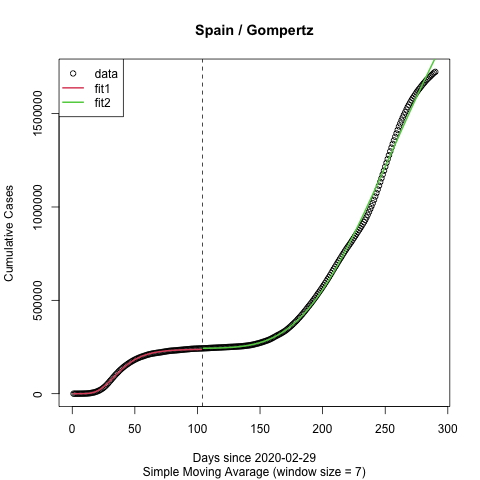 Spain / Gompertz
data
fit1
fit2
Cumulative Cases
0
500000
1000000
1500000
0 50 100 150 200 250 300
Days since 2020-02-29
Simple Moving Avarage (window size = 7)